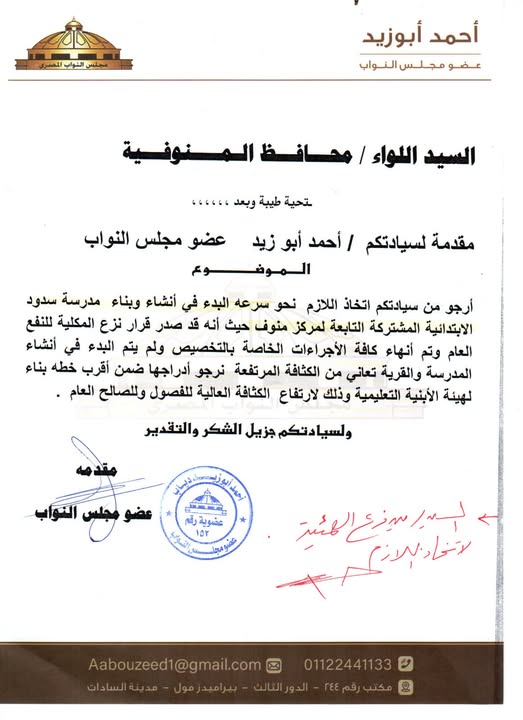 أحمد أبوزيد
عضو مجلس النواب
مجلس النواب المصري
السيد اللواء / محافظ المنوفية
تحية طيبة وبعد ،،،،،،
مقدمة لسيادتكم / أحمد أبو زيد عضو مجلس النواب
الموضوع
أرجو من سيادتكم اتخاذ اللازم نحو سرعه البدء في أنشاء وبناء مدرسة سدود
الابتدائية المشتركة التابعة لمركز منوف حيث أنه قد صدر قرار نزع المكلية للنفع
العام وتم أنهاء كافة الأجراءات الخاصة بالتخصيص ولم يتم البدء في أنشاء
المدرسة والقرية تعاني من الكثافة المرتفعة نرجو أدراجها ضمن أقرب خطه بناء
لهيئة الأبنية التعليمية وذلك لارتفاع الكثافة العالية للفصول وللصالح العام .
ولسيادتكم جزيل الشكر والتقدير
مقدمه
عضو مجلس النواب
أحمد أبوزيد دياب
عضوية رقم
١٥٢
عضو مجلس النواب
السيد مدير فرع الهيئة
لاتخاذ اللازم
Aabouzeed1@gmail.com 01122441133
مكتب رقم ٢٤٤ - الدور الثالث - بيراميدز مول - مدينة السادات